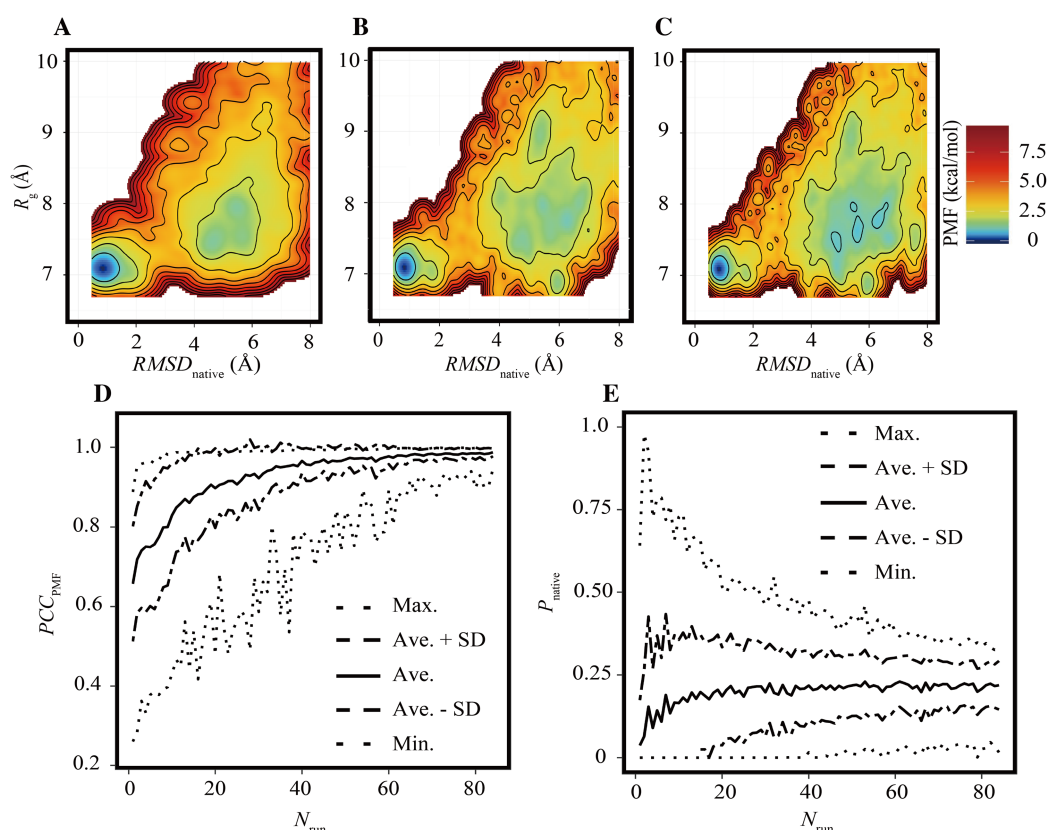 A
B
C
10
9
8
7
R_g (Å)
0 2 4 6 8
RMSD_native (Å)
10
9
8
7
0 2 4 6 8
RMSD_native (Å)
10
9
8
7
0 2 4 6 8
RMSD_native (Å)
PMF (kcal/mol)
7.5
5.0
2.5
0
D
1.0
0.8
0.6
0.4
0.2
PCC_PMF
Max.
Ave. + SD
Ave.
Ave. - SD
Min.
0 20 40 60 80
N_run
E
1.0
0.75
0.50
0.25
0
P_native
Max.
Ave. + SD
Ave.
Ave. - SD
Min.
0 20 40 60 80
N_run